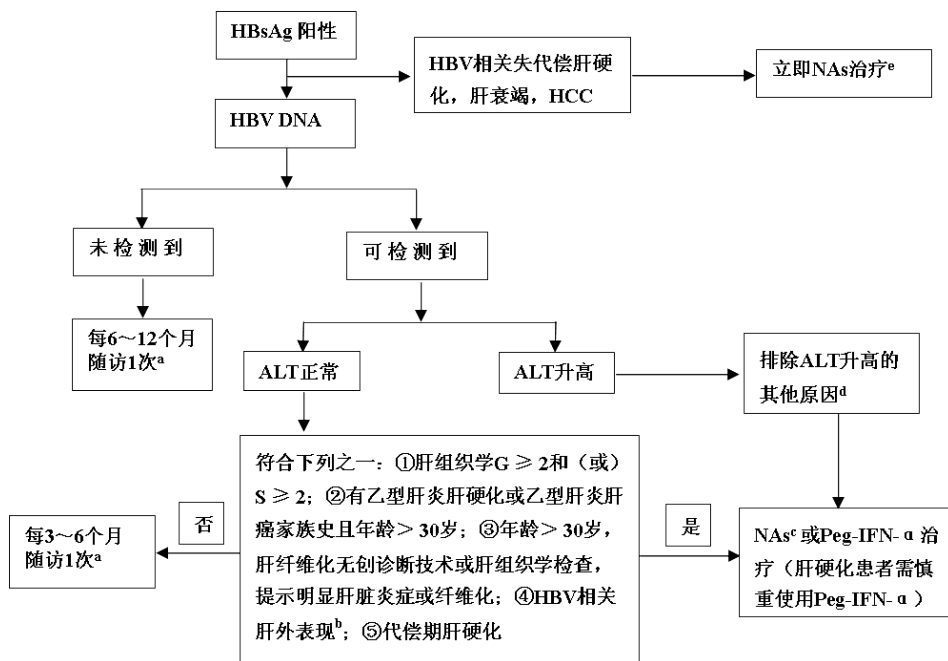 HBsAg 阳性
HBV相关失代偿肝硬
化，肝衰竭，HCC
立即NAs治疗e
HBV DNA
未 检 测 到
可 检 测 到
每6～12个月
随访1次a
ALT正常
ALT升高
排除ALT升高的
其他原因d
符合下列之一：①肝组织学G ≥ 2和（或）
S ≥ 2；②有乙型肝炎肝硬化或乙型肝炎肝
癌家族史且年龄＞30岁；③年龄＞30岁，
肝纤维化无创诊断技术或肝组织学检查，
提示明显肝脏炎症或纤维化；④HBV相关
肝外表现b；⑤代偿期肝硬化
否
每3～6个月
随访1次a
是
NAsc 或Peg-IFN-α 治
疗（肝硬化患者需慎
重使用Peg-IFN-α）